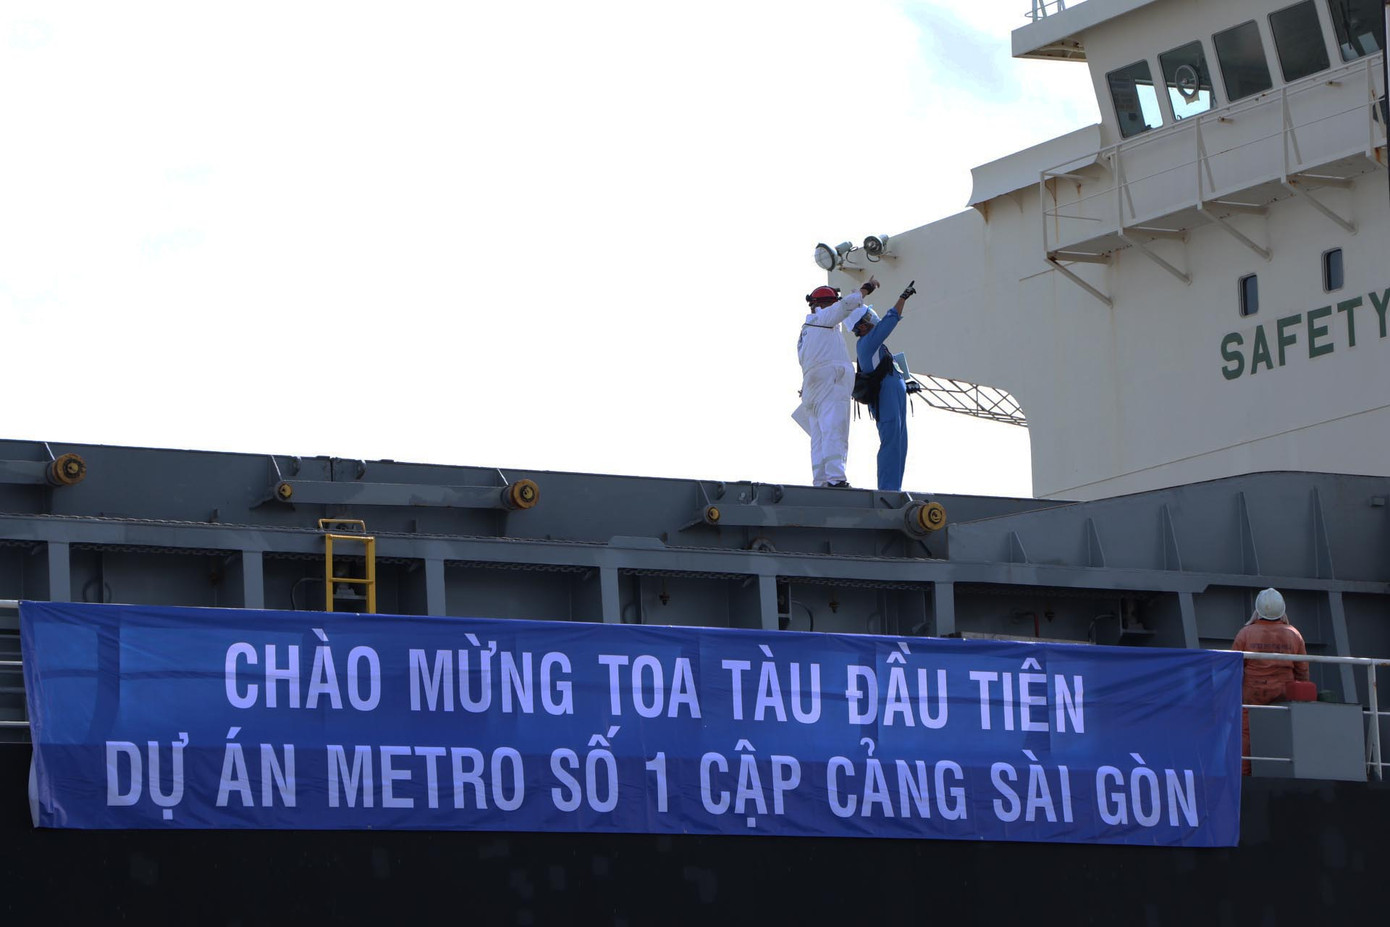 SAFETY
CHÀO MỪNG TOA TÀU ĐẦU TIÊN
DỰ ÁN METRO SỐ 1 CẬP CẢNG SÀI GÒN